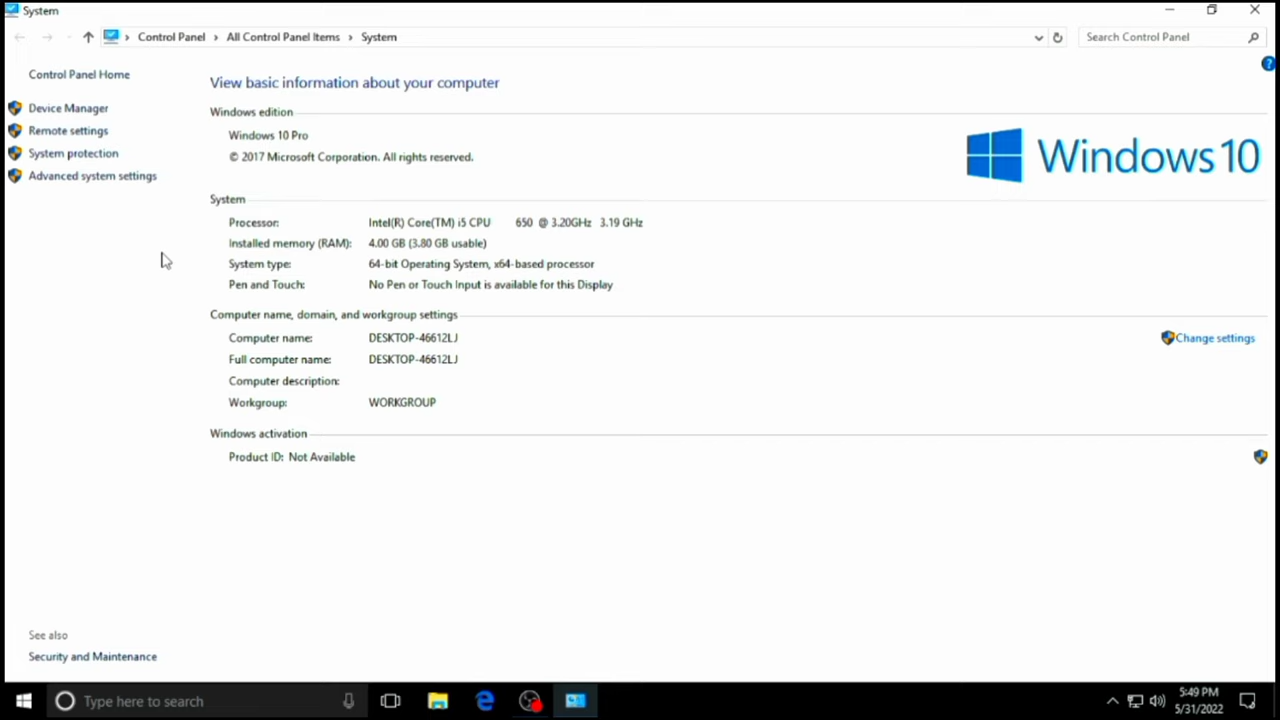 System
Control Panel › All Control Panel Items › System
Search Control Panel
Control Panel Home
Device Manager
Remote settings
System protection
Advanced system settings
View basic information about your computer
Windows edition
Windows 10 Pro
© 2017 Microsoft Corporation. All rights reserved.
Windows 10
System
Processor: Intel(R) Core(TM) i5 CPU 650 @ 3.20GHz 3.19 GHz
Installed memory (RAM): 4.00 GB (3.80 GB usable)
System type: 64-bit Operating System, x64-based processor
Pen and Touch: No Pen or Touch Input is available for this Display
Computer name, domain, and workgroup settings
Computer name: DESKTOP-46612LJ
Change settings
Full computer name: DESKTOP-46612LJ
Computer description:
Workgroup: WORKGROUP
Windows activation
Product ID: Not Available
See also
Security and Maintenance
Type here to search
5:49 PM
5/31/2022